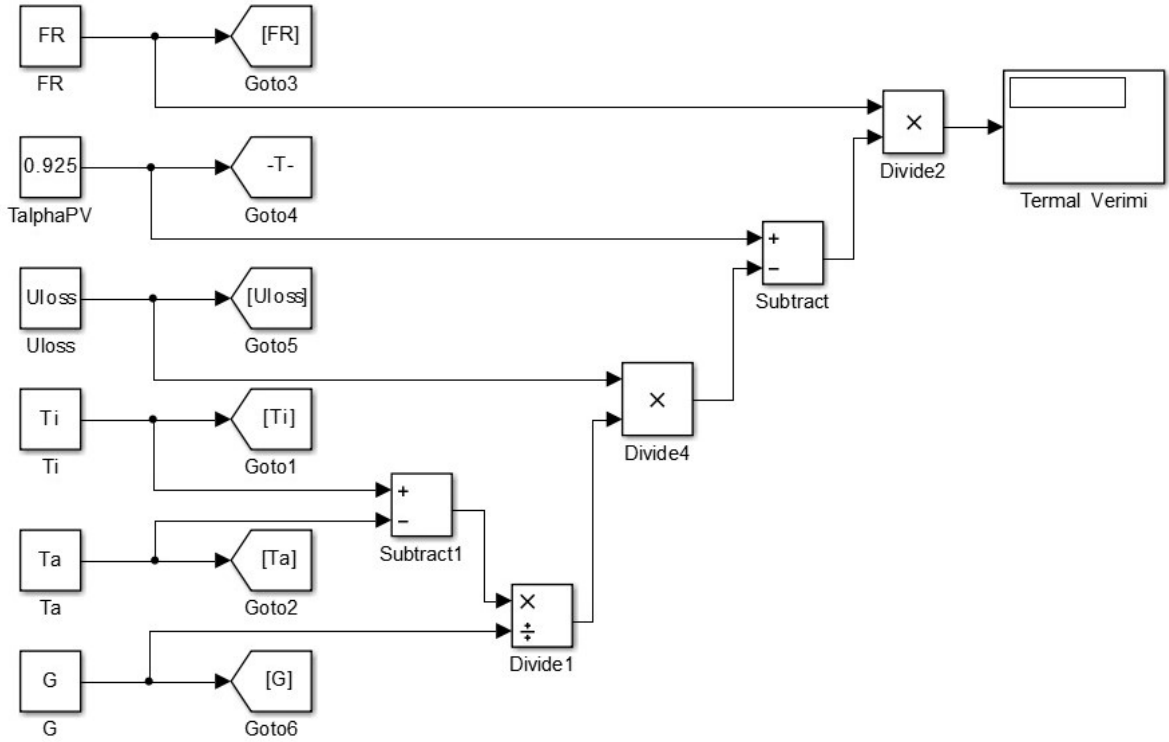 FR
[FR]
FR
Goto3
×
Divide2
Termal Verimi
0.925
-T-
TalphaPV
Goto4
+
−
Subtract
Uloss
[Uloss]
Uloss
Goto5
×
Divide4
Ti
[Ti]
Ti
Goto1
+
−
Subtract1
Ta
[Ta]
Ta
Goto2
×
÷
Divide1
G
[G]
G
Goto6